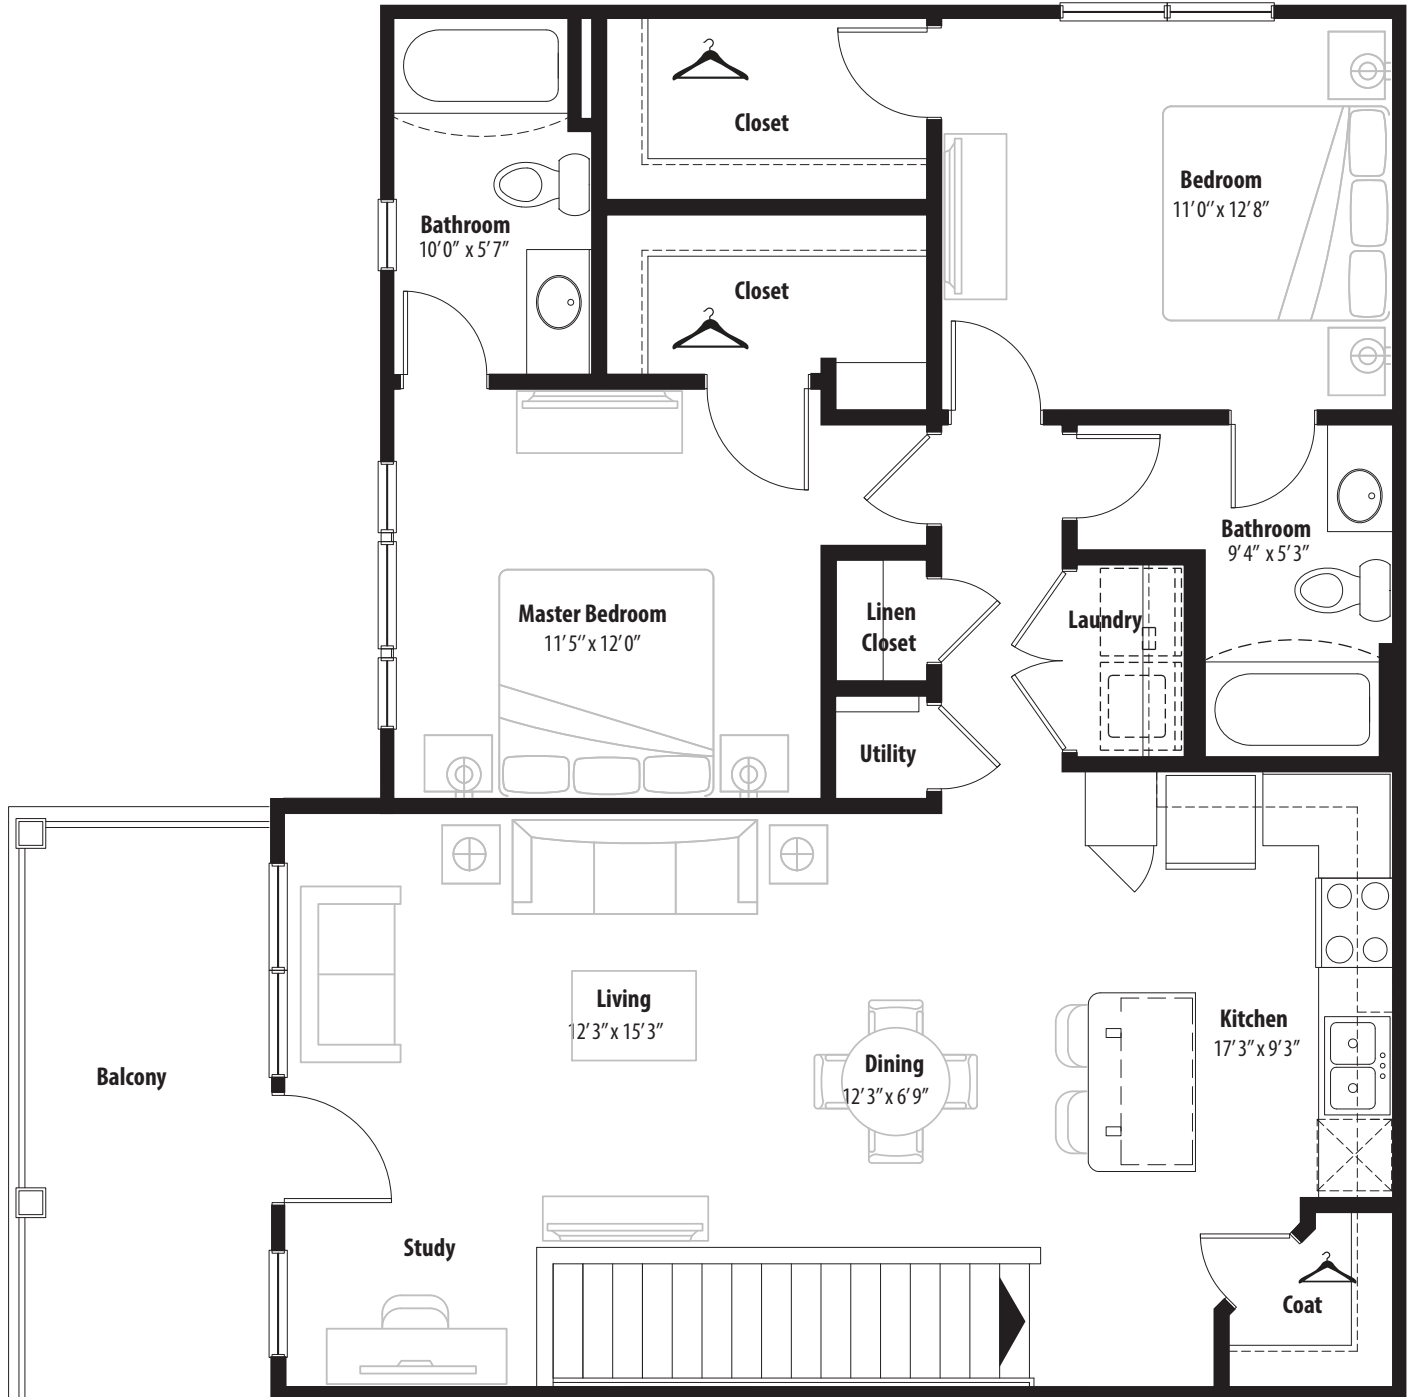 Closet
Bedroom
11'0" x 12'8"
Bathroom
10'0" x 5'7"
Closet
Bathroom
9'4" x 5'3"
Master Bedroom
11'5" x 12'0"
Linen
Closet
Laundry
Utility
Living
12'3" x 15'3"
Kitchen
17'3" x 9'3"
Dining
12'3" x 6'9"
Balcony
Study
Coat